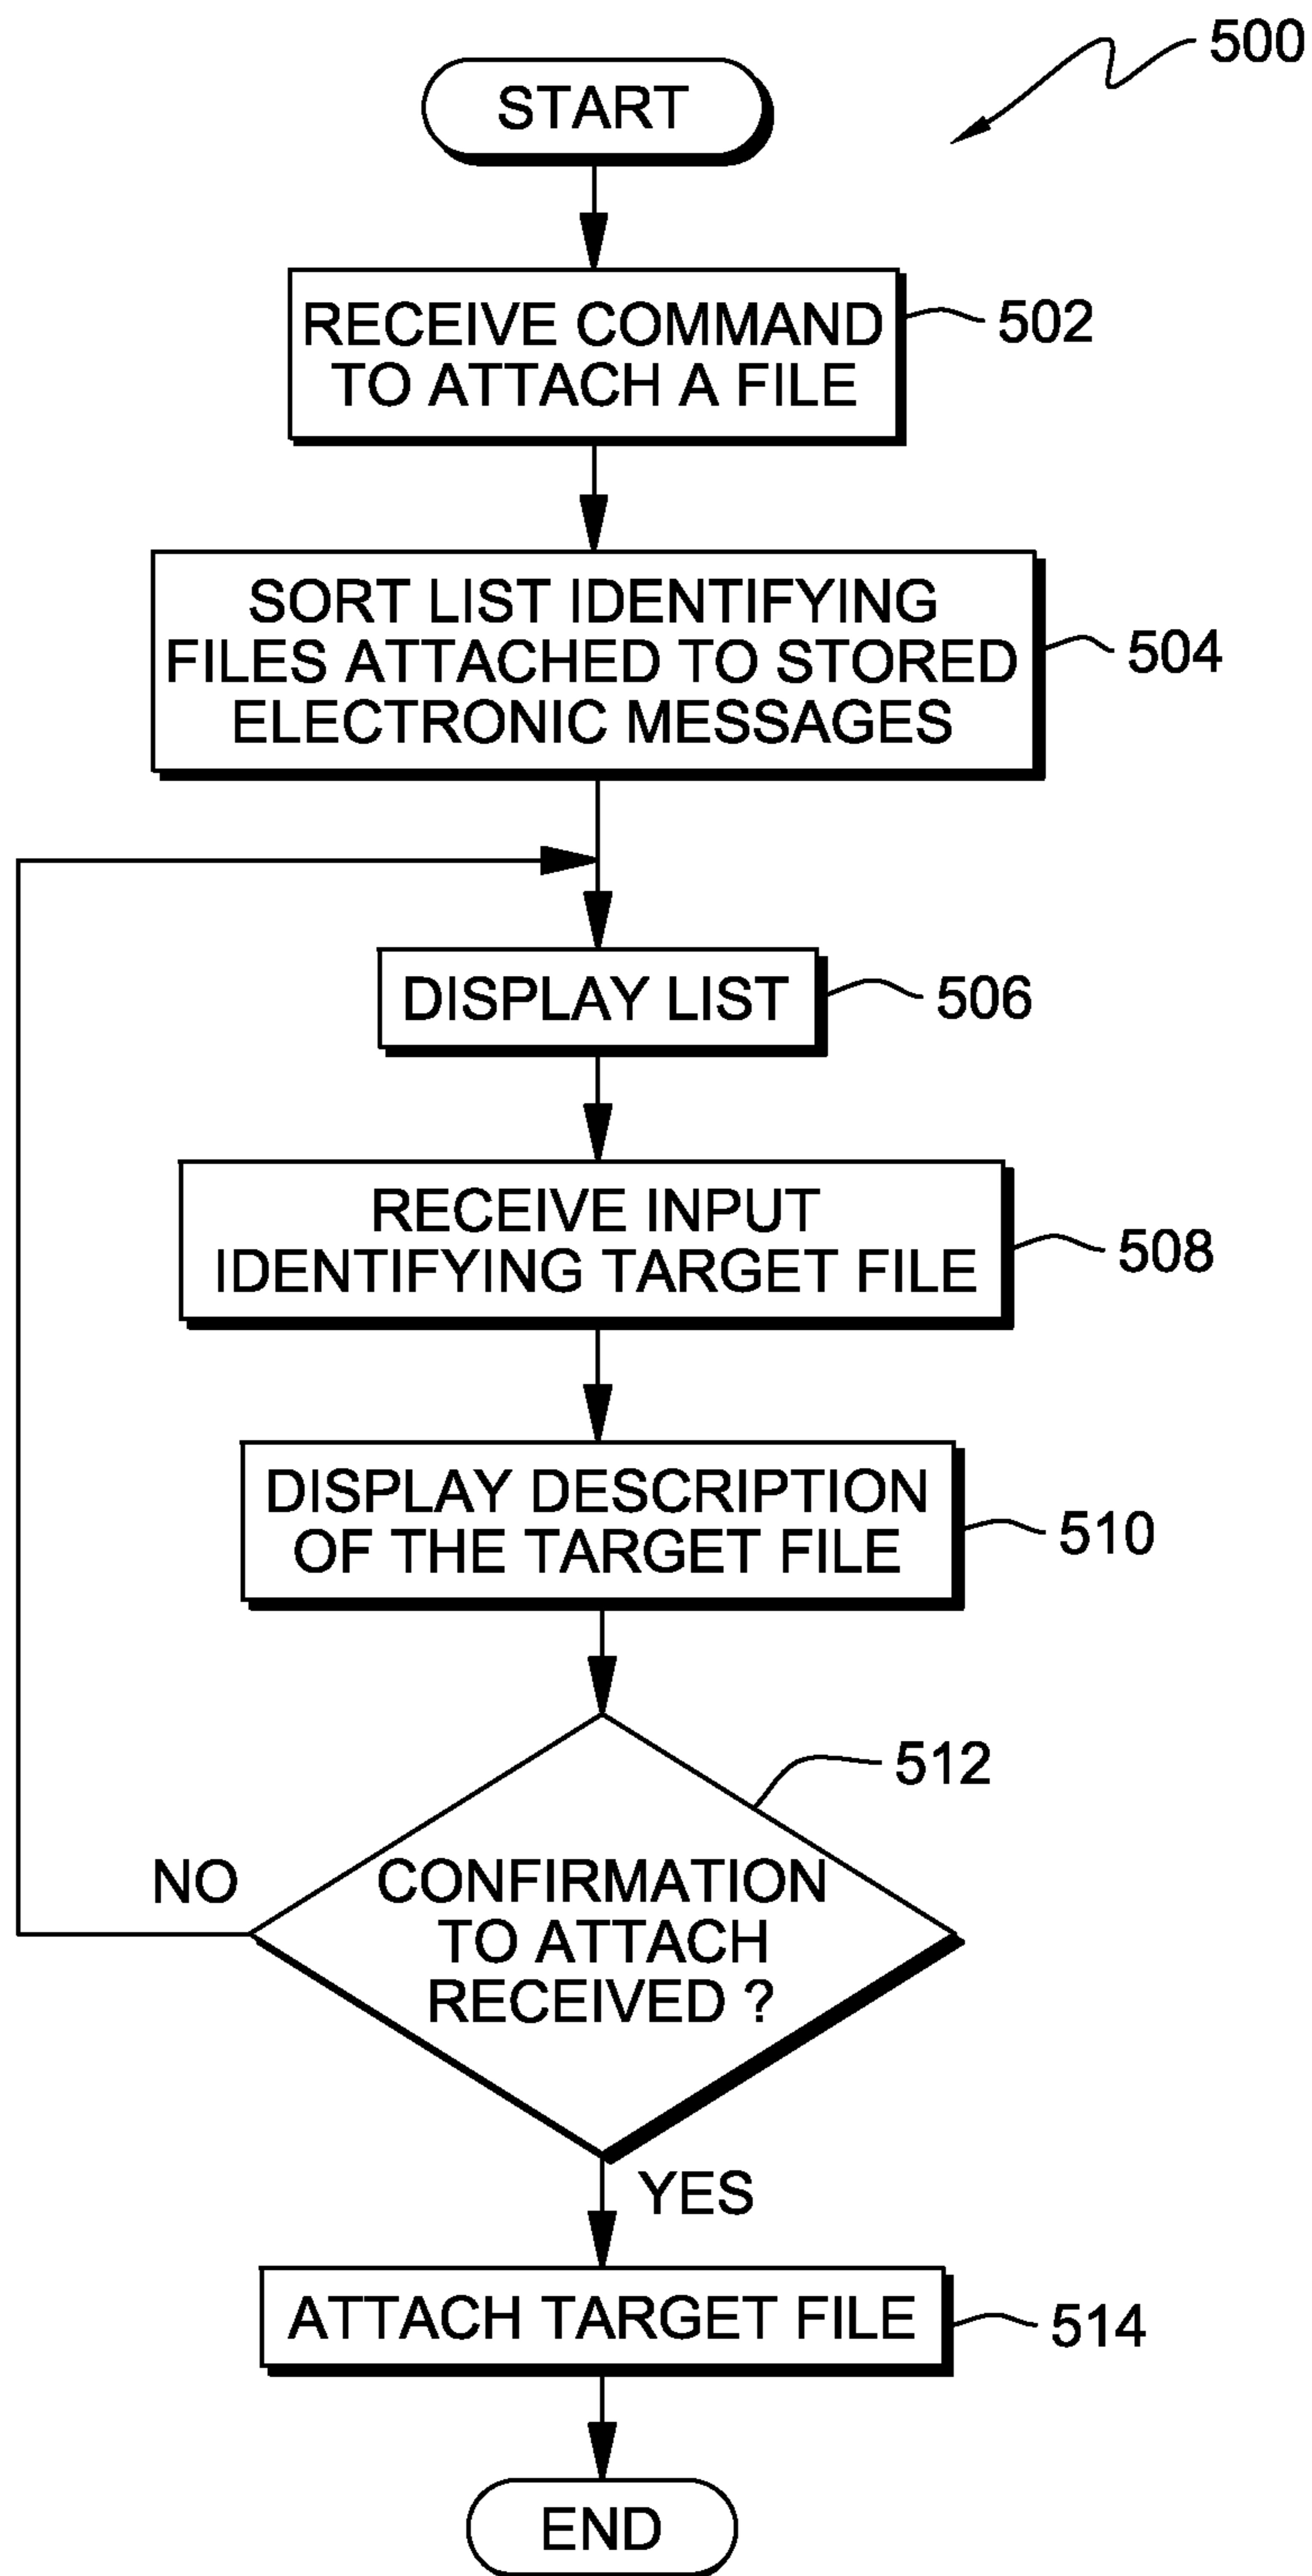 500
START
RECEIVE COMMAND
TO ATTACH A FILE
502
SORT LIST IDENTIFYING
FILES ATTACHED TO STORED
ELECTRONIC MESSAGES
504
DISPLAY LIST
506
RECEIVE INPUT
IDENTIFYING TARGET FILE
508
DISPLAY DESCRIPTION
OF THE TARGET FILE
510
512
NO
CONFIRMATION
TO ATTACH
RECEIVED ?
YES
ATTACH TARGET FILE
514
END